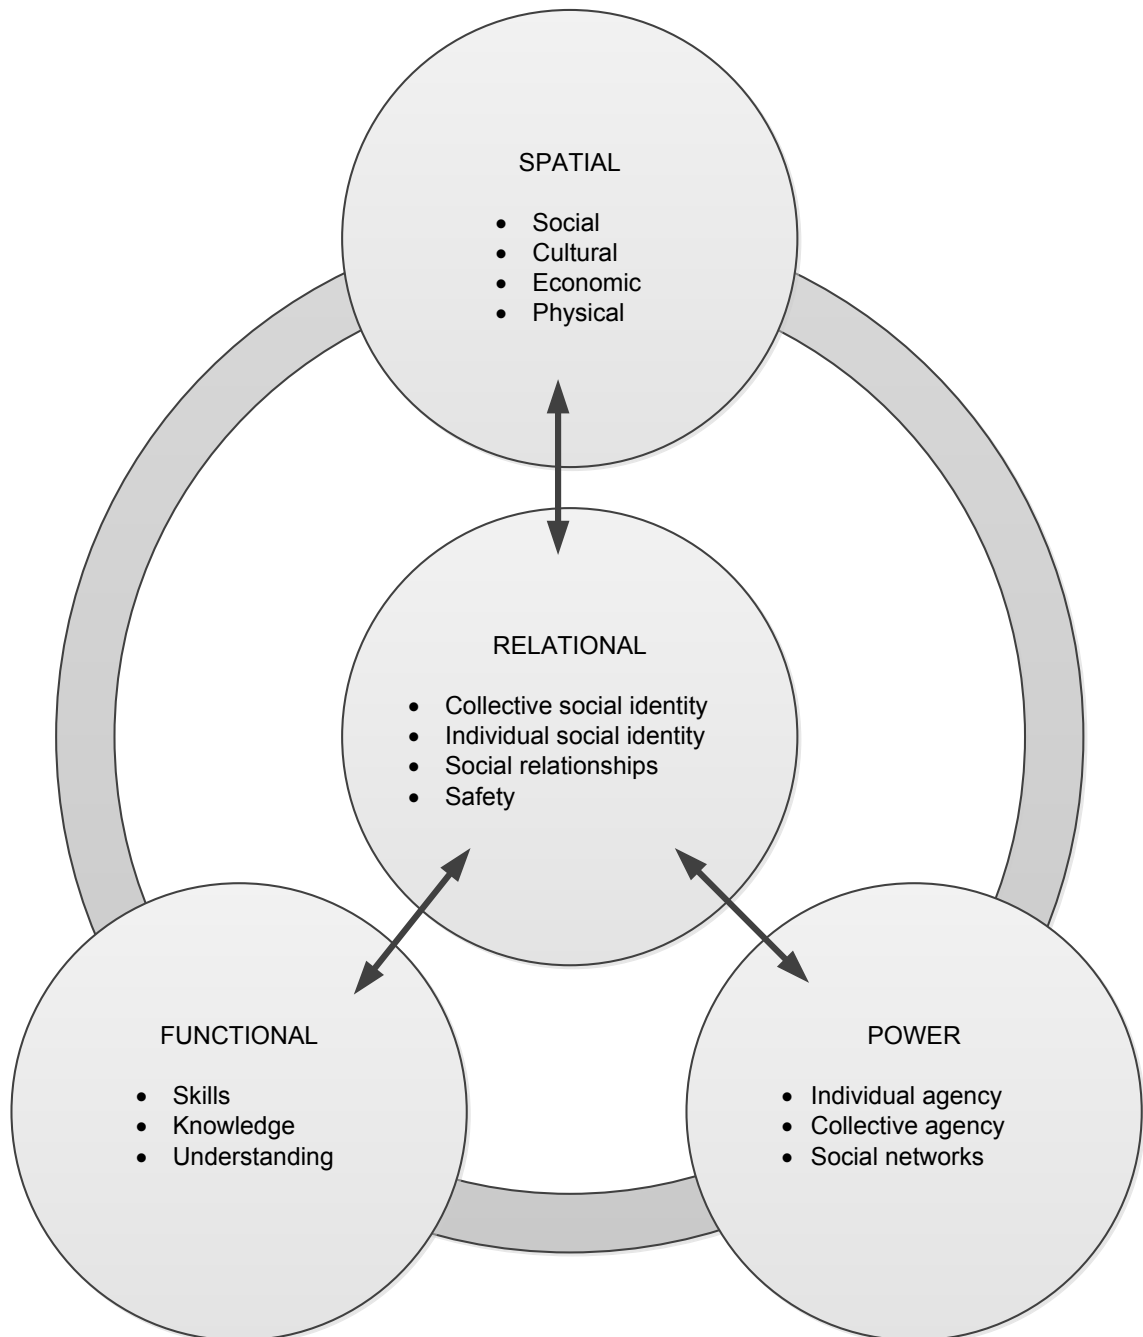 SPATIAL
• Social
• Cultural
• Economic
• Physical
RELATIONAL
• Collective social identity
• Individual social identity
• Social relationships
• Safety
FUNCTIONAL
• Skills
• Knowledge
• Understanding
POWER
• Individual agency
• Collective agency
• Social networks